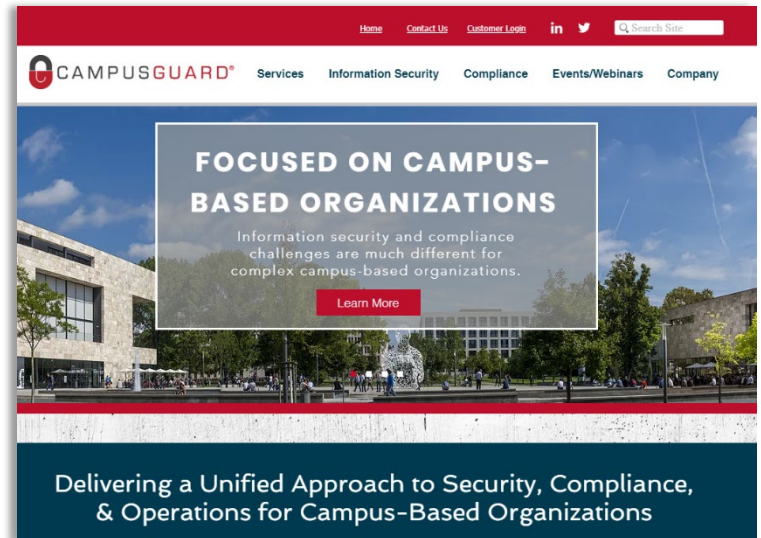 Home Contact Us Customer Login in Search Site
CAMPUSGUARD® Services Information Security Compliance Events/Webinars Company
FOCUSED ON CAMPUS-
BASED ORGANIZATIONS
Information security and compliance
challenges are much different for
complex campus-based organizations.
Learn More
Delivering a Unified Approach to Security, Compliance,
& Operations for Campus-Based Organizations